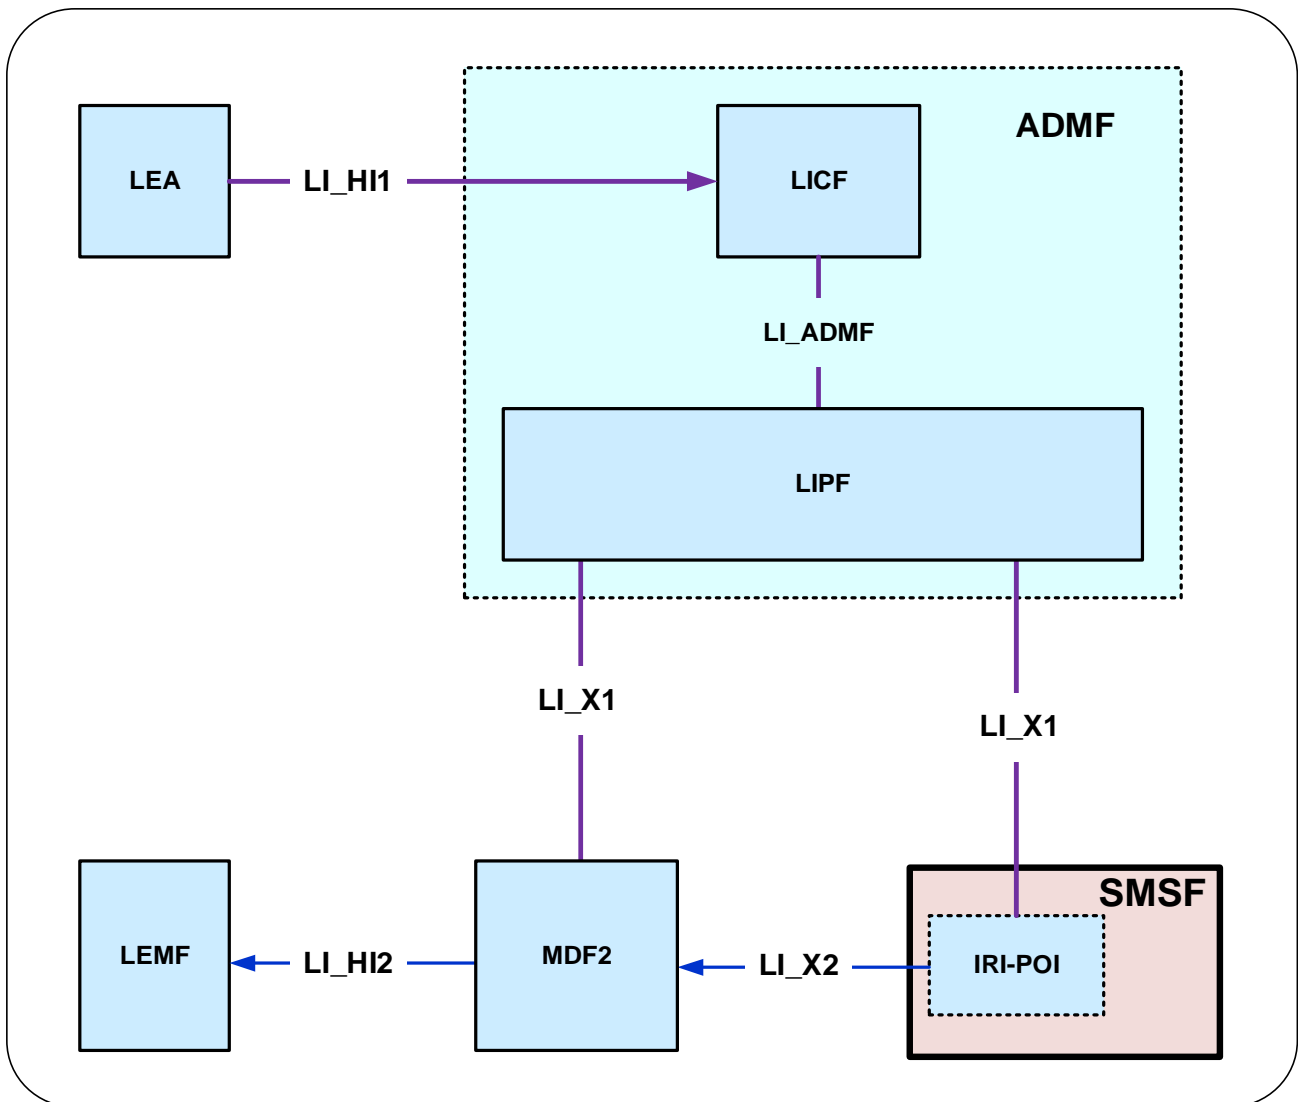 ADMF
LEA
LI_HI1
LICF
LI_ADMF
LIPF
LI_X1
LI_X1
SMSF
LEMF
LI_HI2
MDF2
LI_X2
IRI-POI